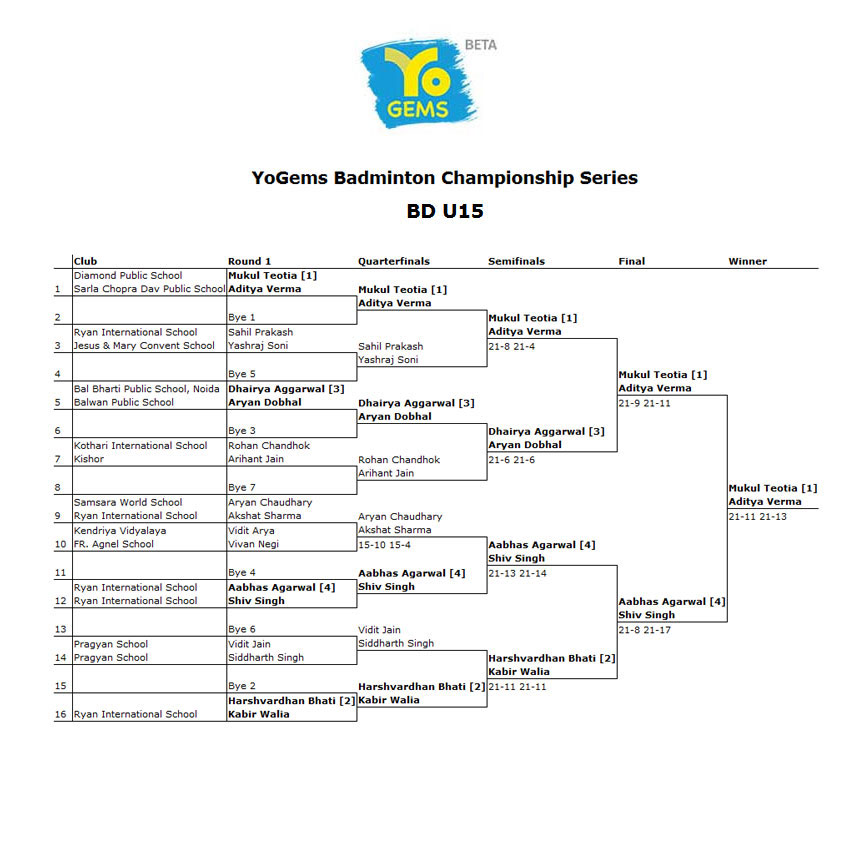 BETA
Yo
GEMS
YoGems Badminton Championship Series
BD U15
Club Round 1 Quarterfinals Semifinals Final Winner
Diamond Public School Mukul Teotia [1]
1 Sarla Chopra Dav Public School Aditya Verma Mukul Teotia [1]
Aditya Verma
2 Bye 1 Mukul Teotia [1]
Ryan International School Sahil Prakash Aditya Verma
3 Jesus & Mary Convent School Yashraj Soni Sahil Prakash 21-8 21-4
Yashraj Soni
4 Bye 5 Mukul Teotia [1]
Bal Bharti Public School, Noida Dhairya Aggarwal [3] Aditya Verma
5 Balwan Public School Aryan Dobhal Dhairya Aggarwal [3] 21-9 21-11
Aryan Dobhal
6 Bye 3 Dhairya Aggarwal [3]
Kothari International School Rohan Chandhok Aryan Dobhal
7 Kishor Arihant Jain Rohan Chandhok 21-6 21-6
Arihant Jain
8 Bye 7 Mukul Teotia [1]
Samsara World School Aryan Chaudhary Aditya Verma
9 Ryan International School Akshat Sharma Aryan Chaudhary 21-11 21-13
Kendriya Vidyalaya Vidit Arya Akshat Sharma
10 FR. Agnel School Vivan Negi 15-10 15-4 Aabhas Agarwal [4]
Shiv Singh
11 Bye 4 Aabhas Agarwal [4] 21-13 21-14
Ryan International School Aabhas Agarwal [4] Shiv Singh
12 Ryan International School Shiv Singh Aabhas Agarwal [4]
Shiv Singh
13 Bye 6 Vidit Jain 21-8 21-17
Pragyan School Vidit Jain Siddharth Singh
14 Pragyan School Siddharth Singh Harshvardhan Bhati [2]
Kabir Walia
15 Bye 2 Harshvardhan Bhati [2] 21-11 21-11
Harshvardhan Bhati [2] Kabir Walia
16 Ryan International School Kabir Walia